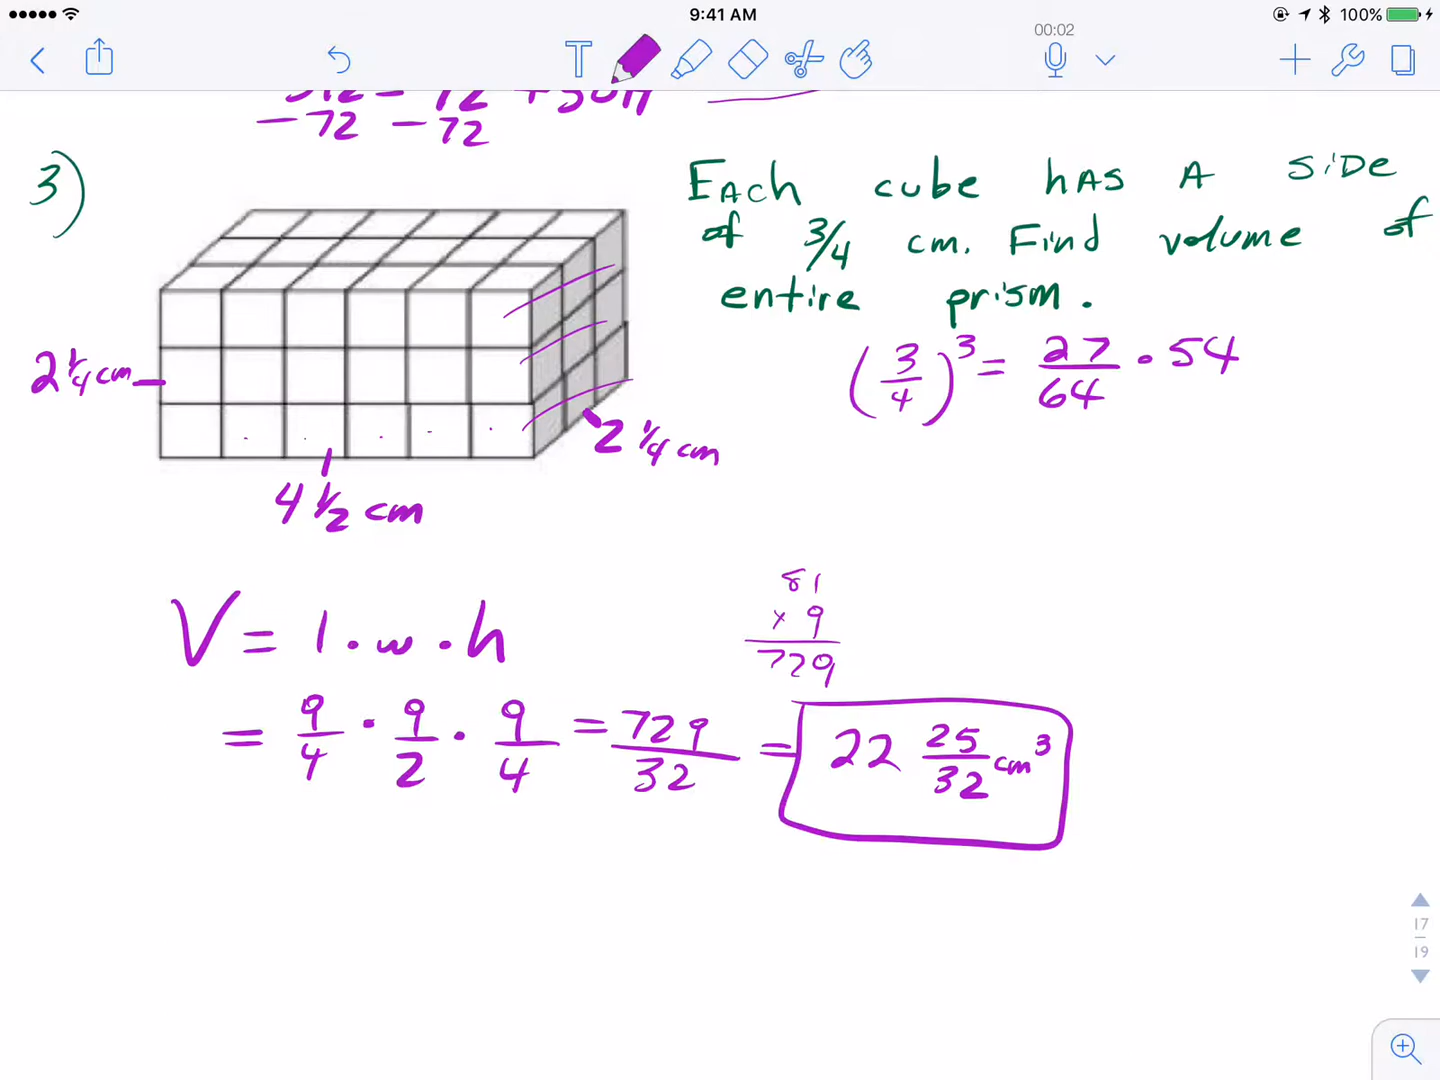 9:41 AM
100%
00:02
T
-72 -72
3)
EACH cube hAS A SiDE
of 3/4 cm. Find volume of
entire prism.
(3/4)^3 = 27/64 · 54
2 1/4 cm
2 1/4 cm
4 1/2 cm
81
x 9
729
V = l · w · h
= 9/4 · 9/2 · 9/4 = 729/32 = 22 25/32 cm^3
17
19